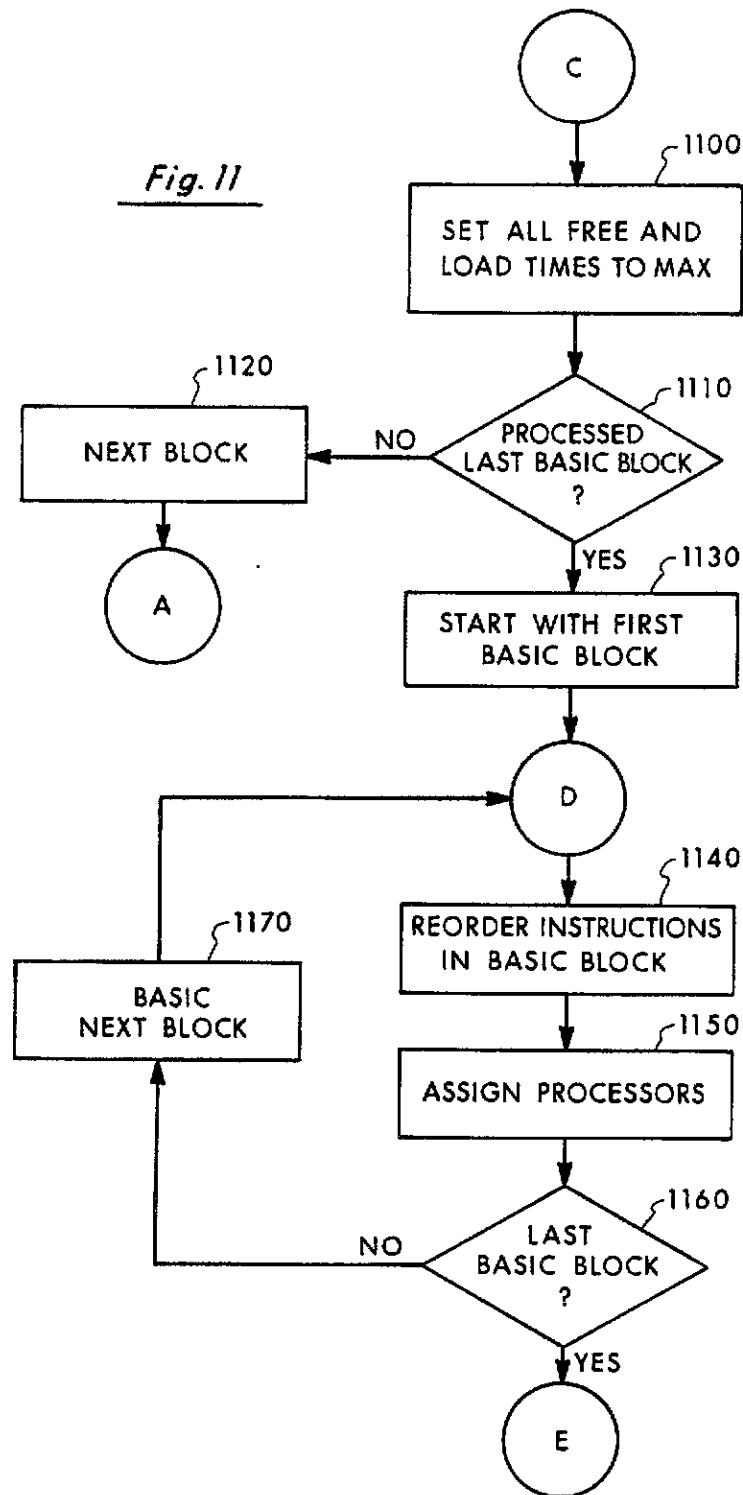 C
Fig. 11
1100
SET ALL FREE AND
LOAD TIMES TO MAX
1120
NEXT BLOCK
NO
1110
PROCESSED
LAST BASIC BLOCK
?
A
YES
1130
START WITH FIRST
BASIC BLOCK
D
1140
REORDER INSTRUCTIONS
IN BASIC BLOCK
1170
BASIC
NEXT BLOCK
1150
ASSIGN PROCESSORS
1160
NO
LAST
BASIC BLOCK
?
YES
E